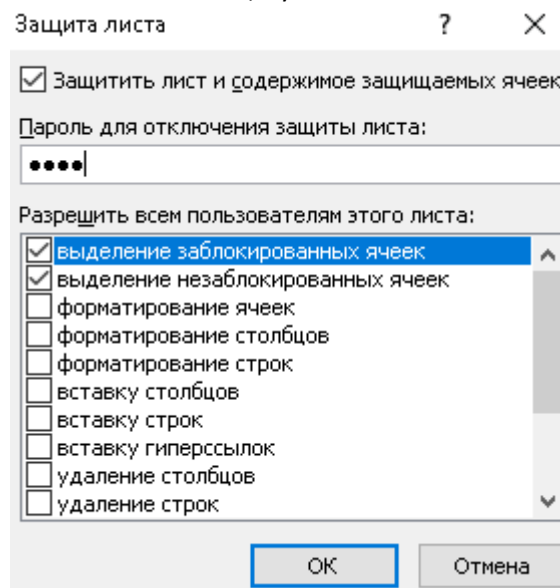 Защита листа ?
Защитить лист и содержимое защищаемых ячеек
Пароль для отключения защиты листа:
••••
Разрешить всем пользователям этого листа:
выделение заблокированных ячеек
выделение незаблокированных ячеек
форматирование ячеек
форматирование столбцов
форматирование строк
вставку столбцов
вставку строк
вставку гиперссылок
удаление столбцов
удаление строк
ОК Отмена